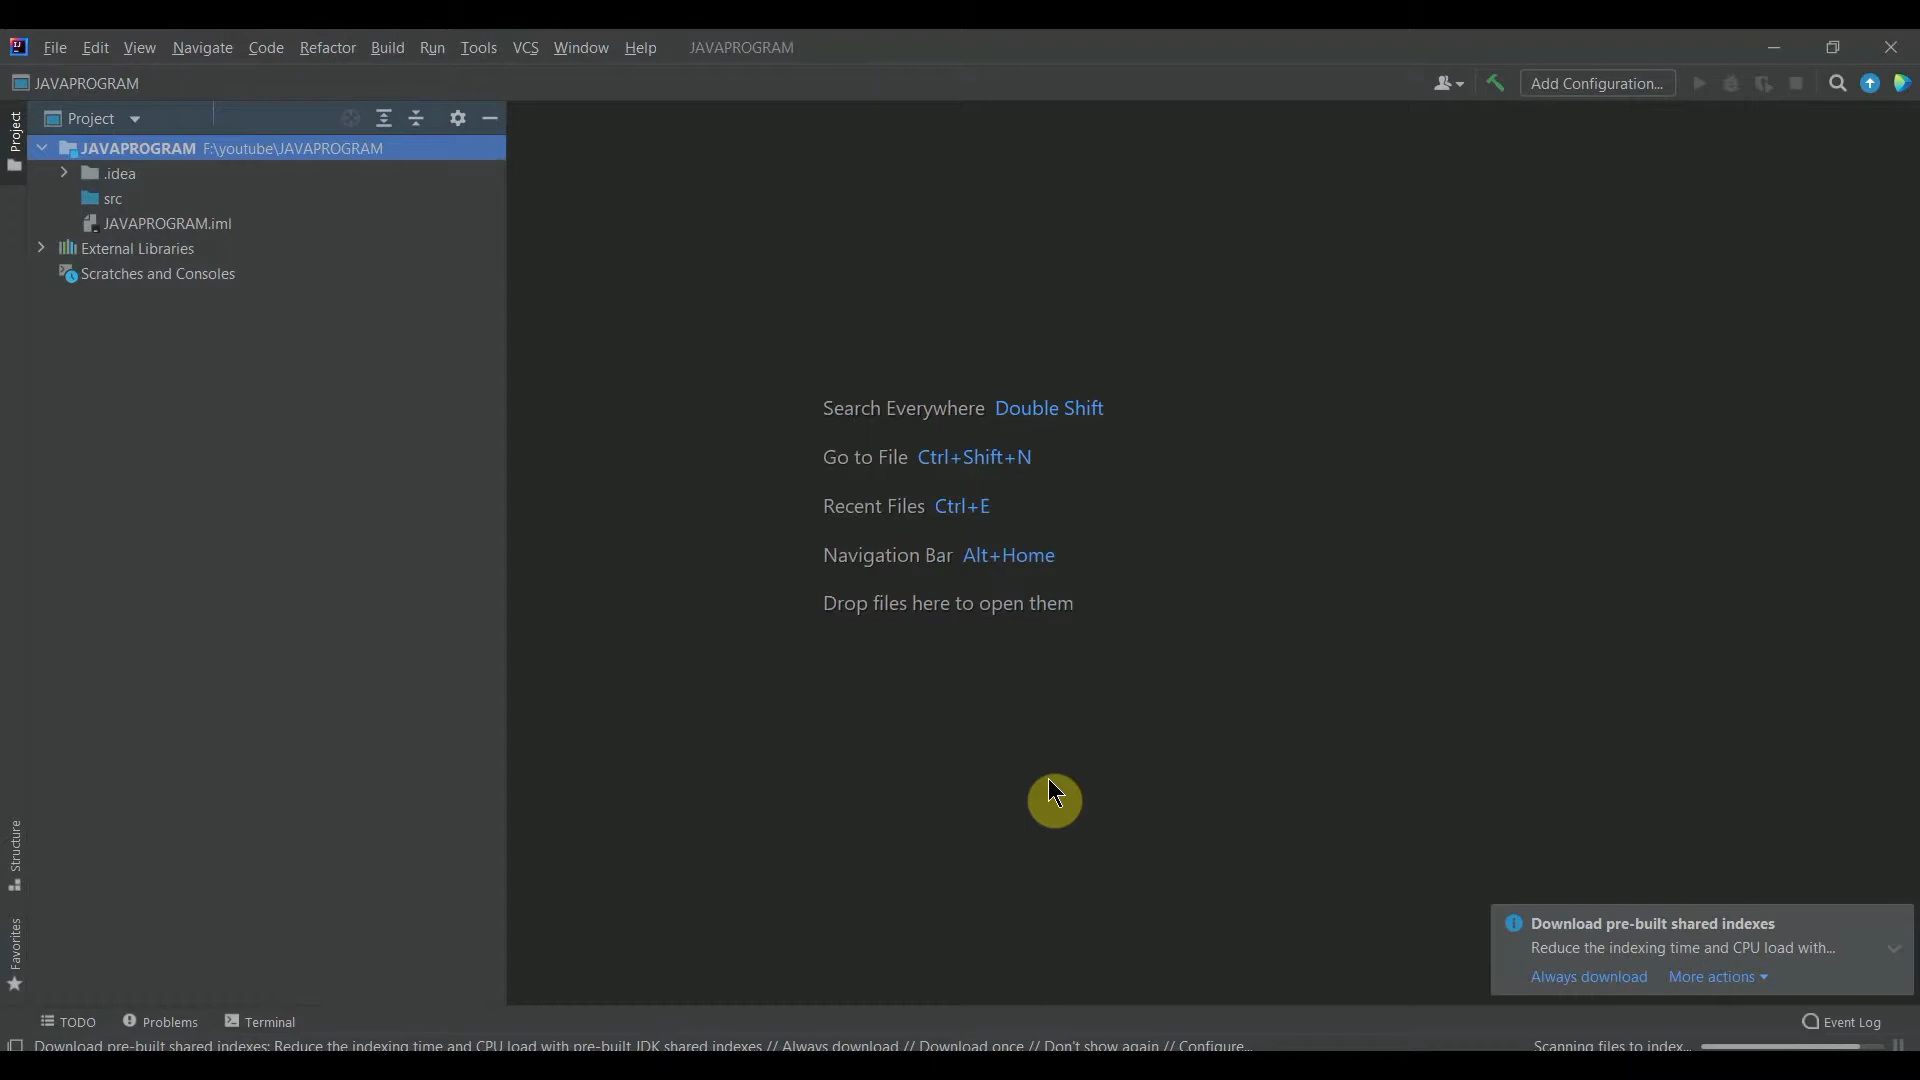 File Edit View Navigate Code Refactor Build Run Tools VCS Window Help JAVAPROGRAM
JAVAPROGRAM
Add Configuration...
Project
Project
JAVAPROGRAM F:\youtube\JAVAPROGRAM
.idea
src
JAVAPROGRAM.iml
External Libraries
Scratches and Consoles
Search Everywhere Double Shift
Go to File Ctrl+Shift+N
Recent Files Ctrl+E
Navigation Bar Alt+Home
Drop files here to open them
Structure
Favorites
Download pre-built shared indexes
Reduce the indexing time and CPU load with...
Always download More actions
TODO Problems Terminal Event Log
Download pre-built shared indexes: Reduce the indexing time and CPU load with pre-built JDK shared indexes // Always download // Download once // Don't show again // Configure... Scanning files to index...